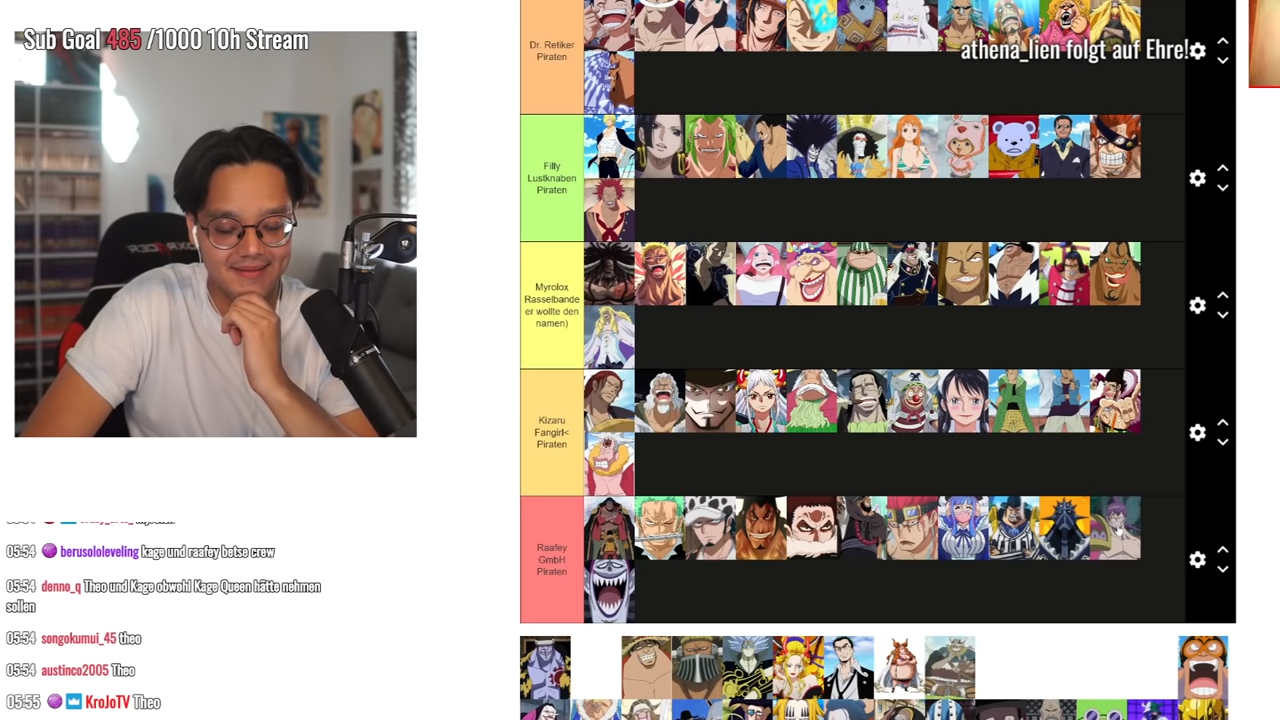 Sub Goal 485 /1000 10h Stream
athena_lien folgt auf Ehre!
Dr. Retiker
Piraten
Filly
Lustknaben
Piraten
Myrolox
Rasselbande
er wollte den
namen)
Kizaru
Fangirl<
Piraten
Raafey
GmbH
Piraten
05:54 berusololeveling kage und raafey betse crew
05:54 denno_q Theo und Kage obwohl Kage Queen hätte nehmen
sollen
05:54 songokumui_45 theo
05:54 austinco2005 Theo
05:55 KroJoTV Theo